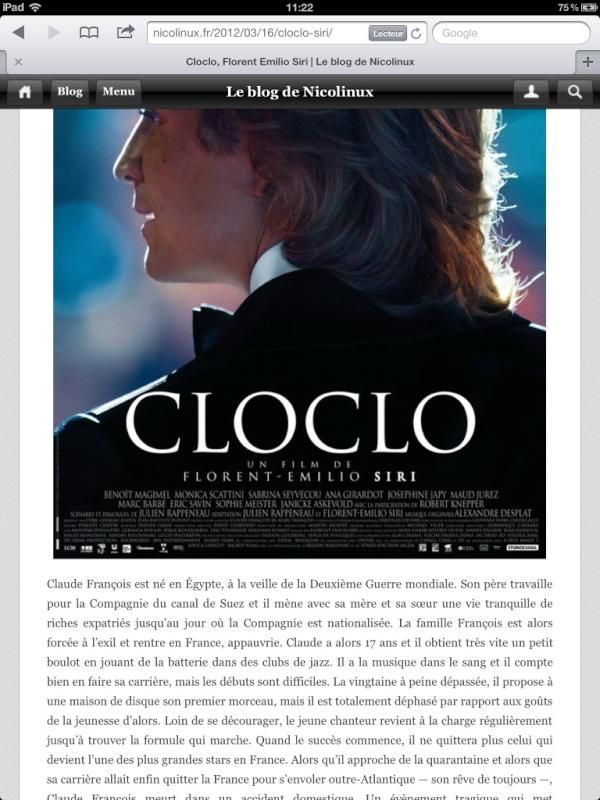 iPad 11:22 75 %
nicolinux.fr/2012/03/16/cloclo-siri/ Lecteur Google
Cloclo, Florent Emilio Siri | Le blog de Nicolinux
Blog Menu Le blog de Nicolinux
CLOCLO
UN FILM DE
FLORENT-EMILIO SIRI
BENOÎT MAGIMEL MONICA SCATTINI SABRINA SEYVECOU ANA GIRARDOT JOSEPHINE JAPY MAUD JUREZ
MARC BARBE ERIC SAVIN SOPHIE MEISTER JANICKE ASKEVOLD AVEC LA PARTICIPATION DE ROBERT KNEPPER
SCENARIO ET DIALOGUES DE JULIEN RAPPENEAU ADAPTATION JULIEN RAPPENEAU ET FLORENT-EMILIO SIRI MUSIQUE ORIGINALE ALEXANDRE DESPLAT
STUDIOCANAL
Claude François est né en Égypte, à la veille de la Deuxième Guerre mondiale. Son père travaille
pour la Compagnie du canal de Suez et il mène avec sa mère et sa sœur une vie tranquille de
riches expatriés jusqu'au jour où la Compagnie est nationalisée. La famille François est alors
forcée à l'exil et rentre en France, appauvrie. Claude a alors 17 ans et il obtient très vite un petit
boulot en jouant de la batterie dans des clubs de jazz. Il a la musique dans le sang et il compte
bien en faire sa carrière, mais les débuts sont difficiles. La vingtaine à peine dépassée, il propose à
une maison de disque son premier morceau, mais il est totalement déphasé par rapport aux goûts
de la jeunesse d'alors. Loin de se décourager, le jeune chanteur revient à la charge régulièrement
jusqu'à trouver la formule qui marche. Quand le succès commence, il ne quittera plus celui qui
devient l'une des plus grandes stars en France. Alors qu'il approche de la quarantaine et alors que
sa carrière allait enfin quitter la France pour s'envoler outre-Atlantique — son rêve de toujours —,
Claude François meurt dans un accident domestique. Un évènement tragique qui met